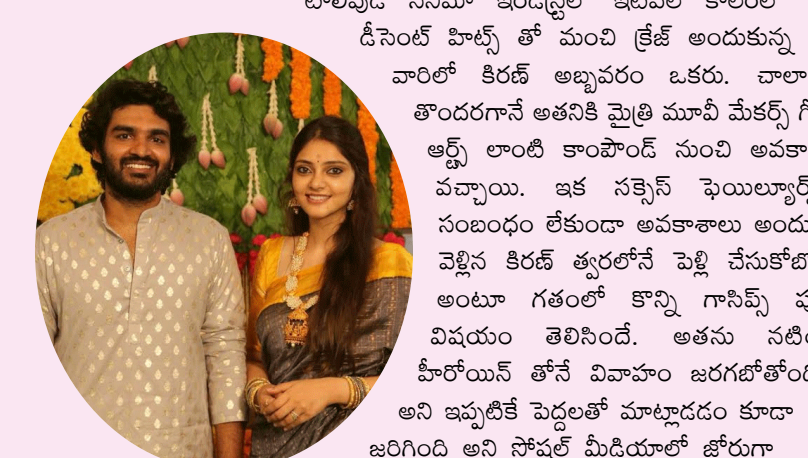 టాలీవుడ్ సినిమా ఇండస్ట్రీలో ఇటీవల కాలంలో
డీసెంట్ హిట్స్ తో మంచి క్రేజ్ అందుకున్న
వారిలో కిరణ్ అబ్బవరం ఒకరు. చాలా
తొందరగానే అతనికి మైత్రి మూవీ మేకర్స్
ఆర్ట్స్ లాంటి కాంపౌండ్ నుంచి
వచ్చాయి. ఇక సక్సెస్ ఫెయిల్యూర్
సంబంధం లేకుండా అవకాశాలు
వెళ్లిన కిరణ్ త్వరలోనే పెళ్లి
అంటూ గతంలో కొన్ని గాసిప్స్
విషయం తెలిసిందే. అతను
హీరోయిన్ తోనే వివాహం
అని ఇప్పటికే పెద్దలతో మాట్లాడడం కూడా
జరిగింది అని సోషల్ మీడియాలో జోరుగా